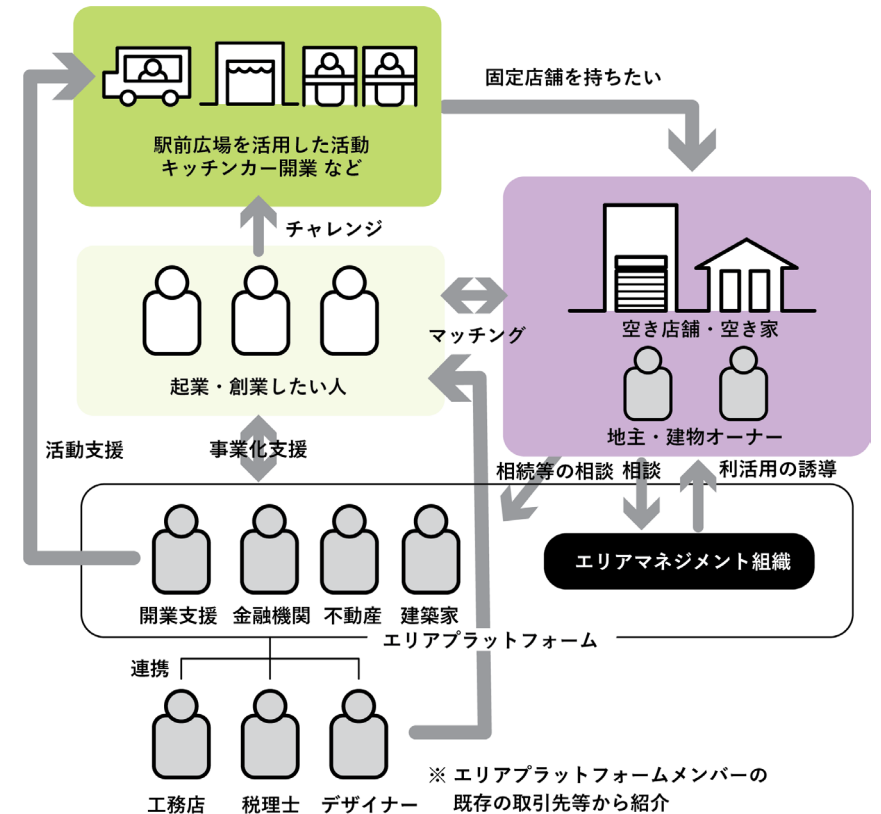 固定店舗を持ちたい
駅前広場を活用した活動
キッチンカー開業 など
チャレンジ
マッチング
空き店舗・空き家
起業・創業したい人
地主・建物オーナー
活動支援
事業化支援
相続等の相談
相談
利活用の誘導
エリアマネジメント組織
開業支援
金融機関
不動産
建築家
エリアプラットフォーム
連携
工務店
税理士
デザイナー
※ エリアプラットフォームメンバーの
既存の取引先等から紹介